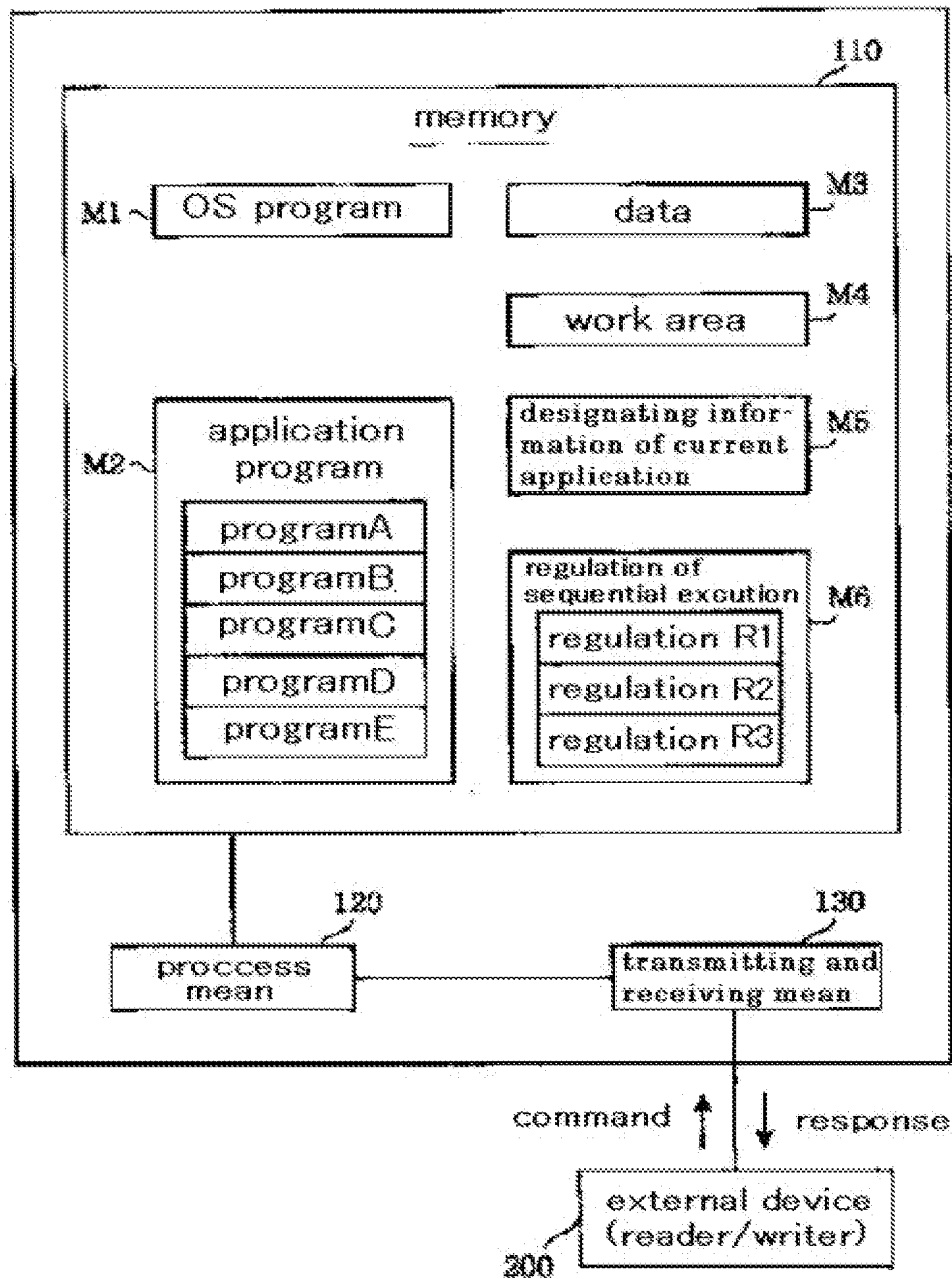 110
memory
M1
OS program
M3
data
M4
work area
M2
application
program
programA
programB
programC
programD
programE
M5
designating infor-
mation of current
application
M6
regulation of
sequential excution
regulation R1
regulation R2
regulation R3
120
proccess
mean
130
transmitting and
receiving mean
command
response
external device
(reader/writer)
200